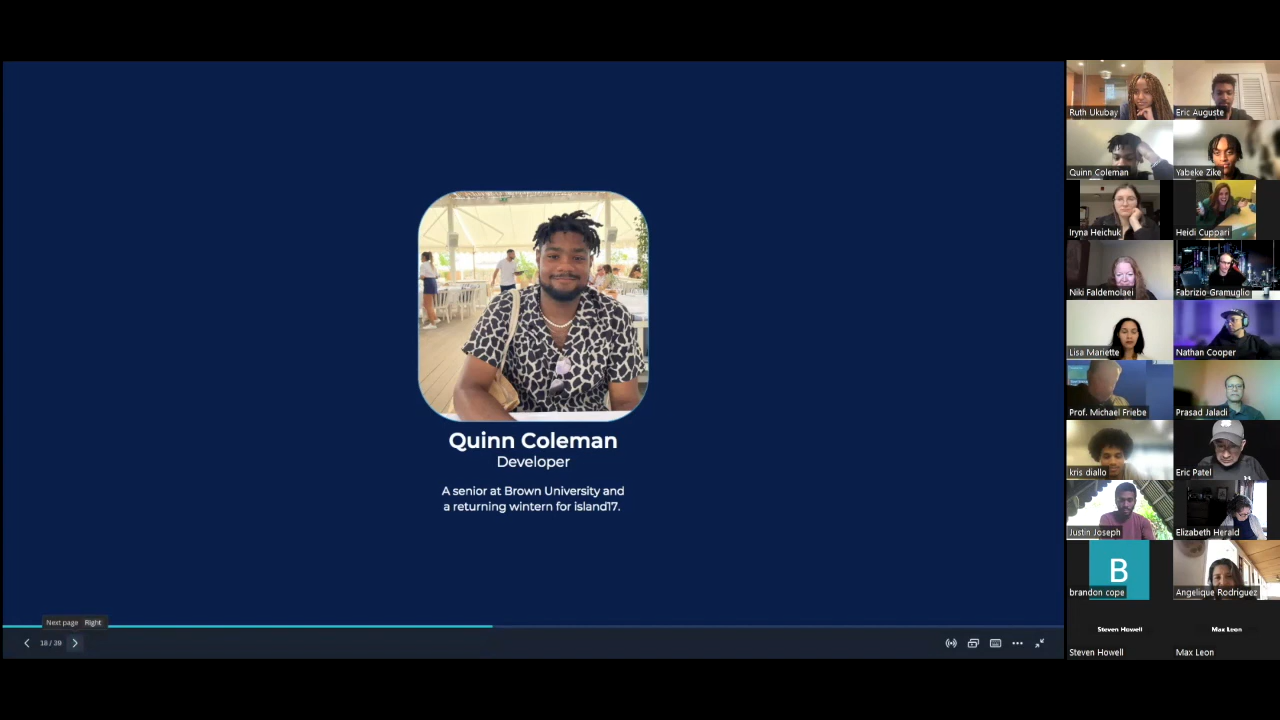 Quinn Coleman
Developer
A senior at Brown University and
a returning wintern for island17.
Next page Right
18 / 29
Ruth Ukubay
Eric Auguste
Quinn Coleman
Yabeke Zike
Iryna Heichuk
Heidi Cuppari
Niki Faldemolaei
Fabrizio Gramuglio
Lisa Mariette
Nathan Cooper
Prof. Michael Friebe
Prasad Jaladi
kris diallo
Eric Patel
Justin Joseph
Elizabeth Herald
B
brandon cope
Angelique Rodriguez
Steven Howell
Steven Howell
Max Leon
Max Leon